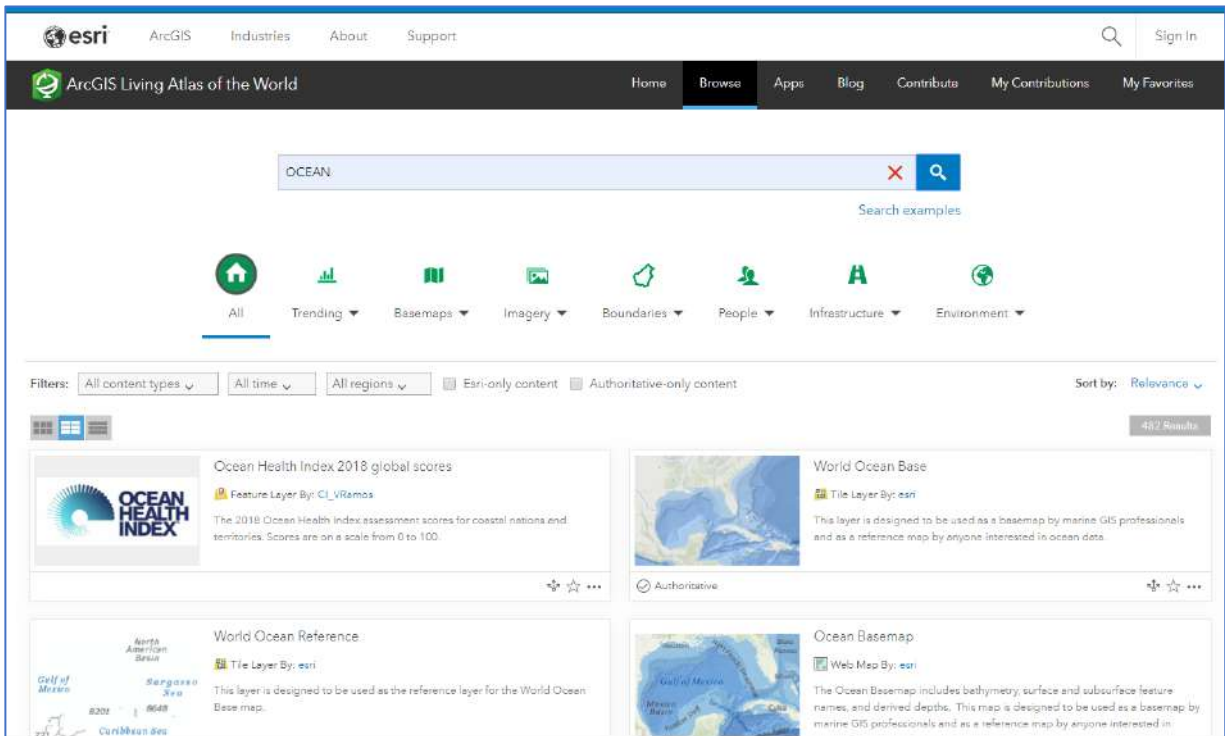 esri ArcGIS Industries About Support Sign In
ArcGIS Living Atlas of the World Home Browse Apps Blog Contribute My Contributions My Favorites
OCEAN
Search examples
All Trending Basemaps Imagery Boundaries People Infrastructure Environment
Filters: All content types All time All regions Esri-only content Authoritative-only content Sort by: Relevance
482 Results
OCEAN
HEALTH
INDEX
Ocean Health Index 2018 global scores
Feature Layer By: CI_VRamos
The 2018 Ocean Health Index assessment scores for coastal nations and
territories. Scores are on a scale from 0 to 100.
World Ocean Base
Tile Layer By: esri
This layer is designed to be used as a basemap by marine GIS professionals
and as a reference map by anyone interested in ocean data.
Authoritative
North
American
Basin
Gulf of
Mexico
Sargasso
Sea
8201 8648
Caribbean Sea
World Ocean Reference
Tile Layer By: esri
This layer is designed to be used as the reference layer for the World Ocean
Base map.
Gulf of Mexico
Mexico
Basin
Ocean Basemap
Web Map By: esri
The Ocean Basemap includes bathymetry, surface and subsurface feature
names, and derived depths. This map is designed to be used as a basemap by
marine GIS professionals and as a reference map by anyone interested in